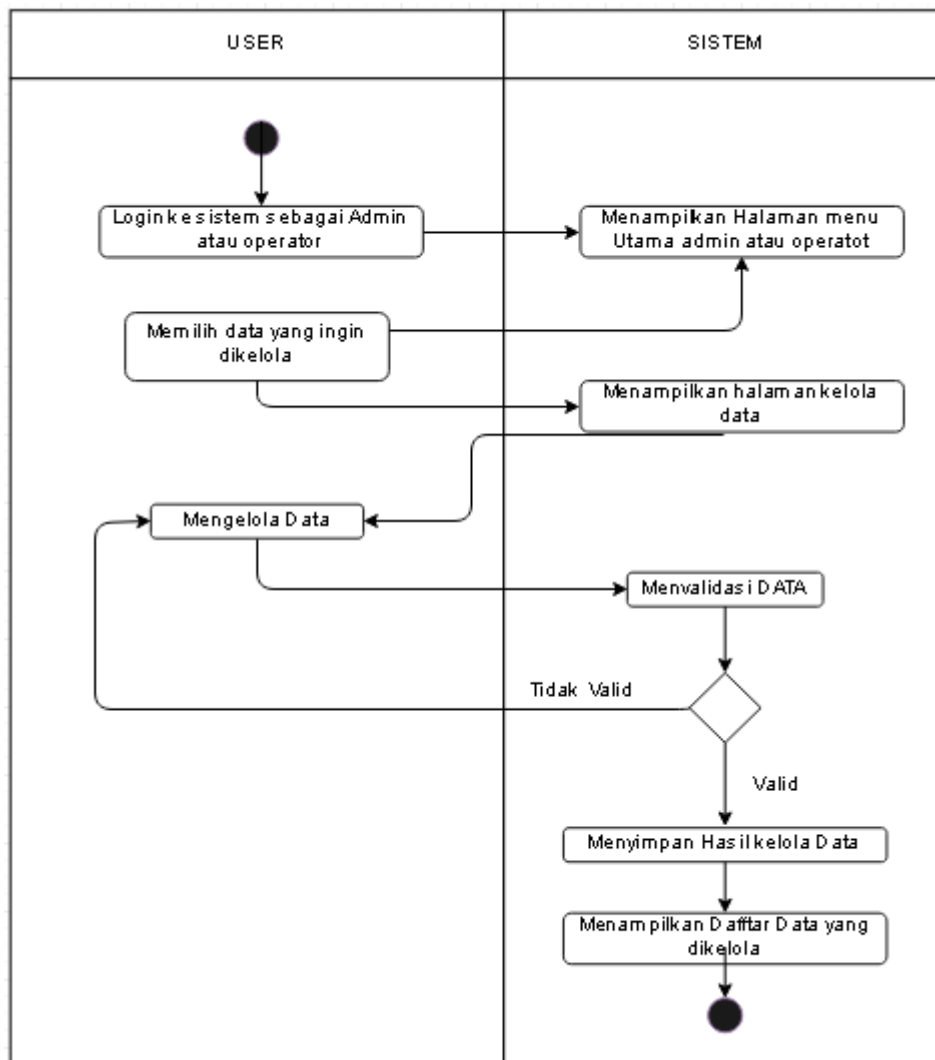 USER
SISTEM
Login ke sistem sebagai Admin
atau operator
Menampilkan Halaman menu
Utama admin atau operatot
Memilih data yang ingin
dikelola
Menampilkan halaman kelola
data
Mengelola Data
Menvalidasi DATA
Tidak Valid
Valid
Menyimpan Hasil kelola Data
Menampilkan Dafftar Data yang
dikelola